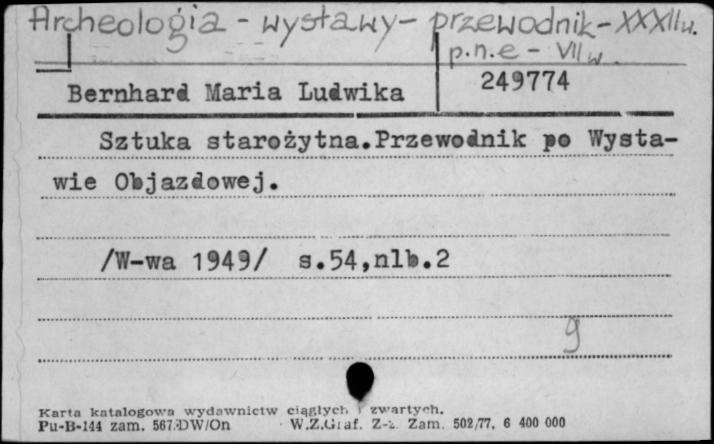 Archeologia - wystawy - przewodnik - XXXIIw.
p.n.e - VII w.
Bernhard Maria Ludwika
249774
Sztuka starożytna.Przewodnik po Wysta-
wie Objazdowej.
/W-wa 1949/ s.54,nlb.2
g
Karta katalogowa wydawnictw ciągłych i zwartych.
Pu-B-144 zam. 567/DW/On W.Z.Graf. Z-2 Zam. 502/77. 6 400 000